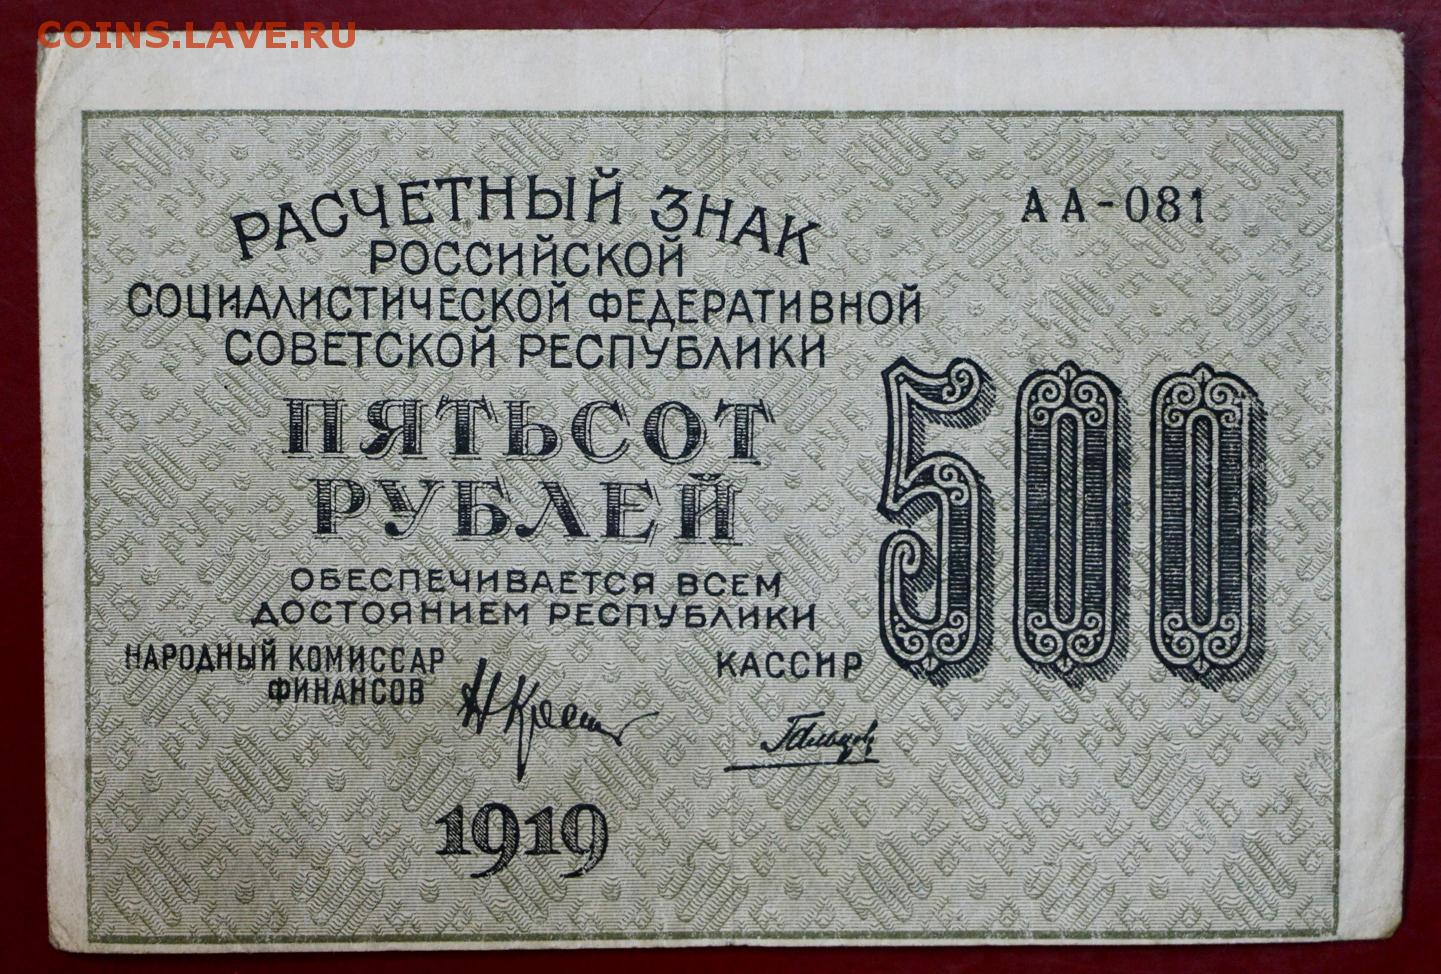 COINS.LAVE.RU
РАСЧЕТНЫЙ ЗНАК
РОССИЙСКОЙ
СОЦИАЛИСТИЧЕСКОЙ ФЕДЕРАТИВНОЙ
СОВЕТСКОЙ РЕСПУБЛИКИ
АА-081
ПЯТЬСОТ
РУБЛЕЙ
500
ОБЕСПЕЧИВАЕТСЯ ВСЕМ
ДОСТОЯНИЕМ РЕСПУБЛИКИ
НАРОДНЫЙ КОМИССАР
ФИНАНСОВ
КАССИР
Гальцов
1919